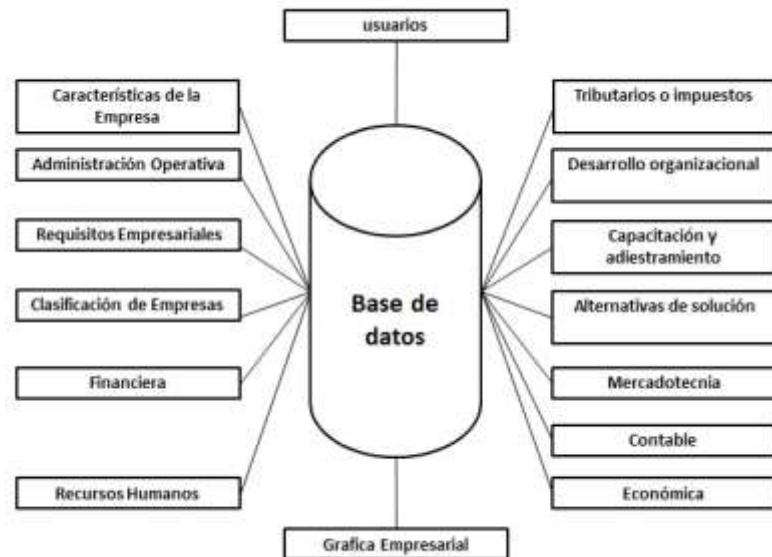 usuarios
Características de la
Empresa
Administración Operativa
Requisitos Empresariales
Clasificación de Empresas
Financiera
Recursos Humanos
Base de
datos
Tributarios o impuestos
Desarrollo organizacional
Capacitación y
adiestramiento
Alternativas de solución
Mercadotecnia
Contable
Económica
Grafica Empresarial